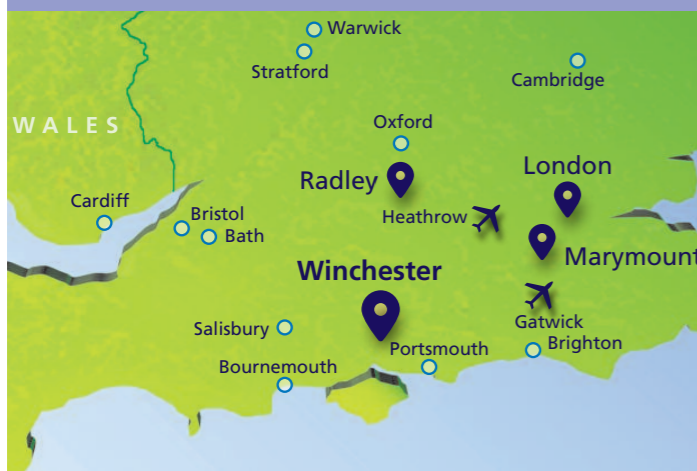 Warwick
Stratford
Cambridge
WALES
Oxford
London
Radley
Cardiff
Heathrow
Bristol
Bath
Marymount
Winchester
Gatwick
Salisbury
Brighton
Portsmouth
Bournemouth